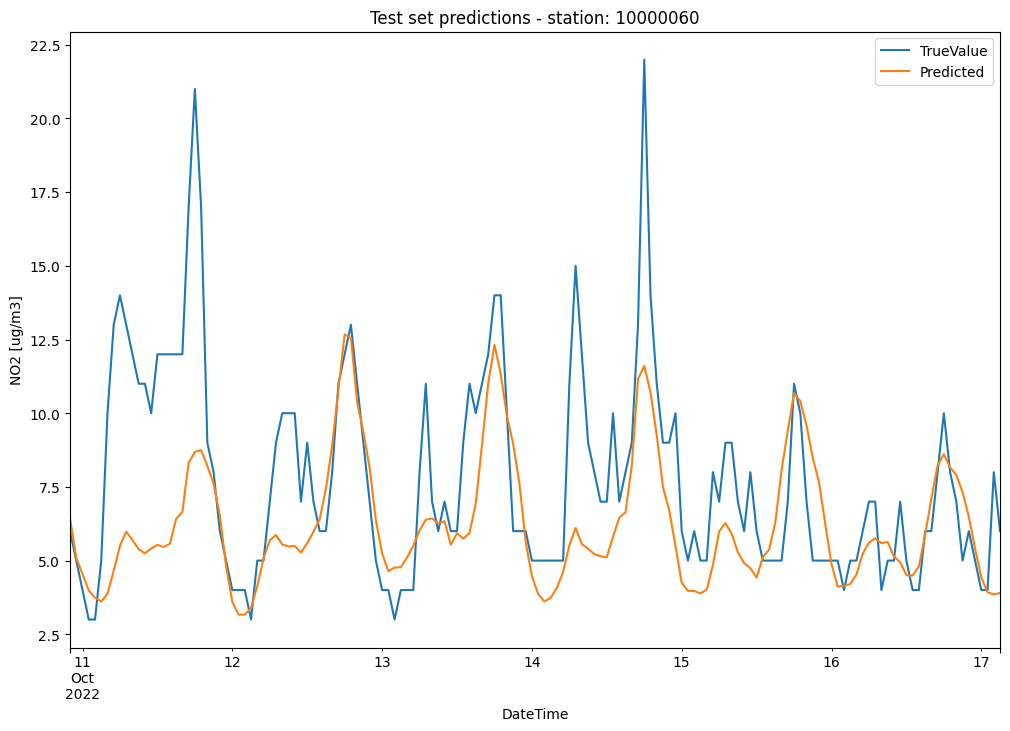 Test set predictions - station: 10000060
TrueValue
Predicted
NO2 [ug/m3]
22.5
20.0
17.5
15.0
12.5
10.0
7.5
5.0
2.5
11 12 13 14 15 16 17
Oct
2022
DateTime